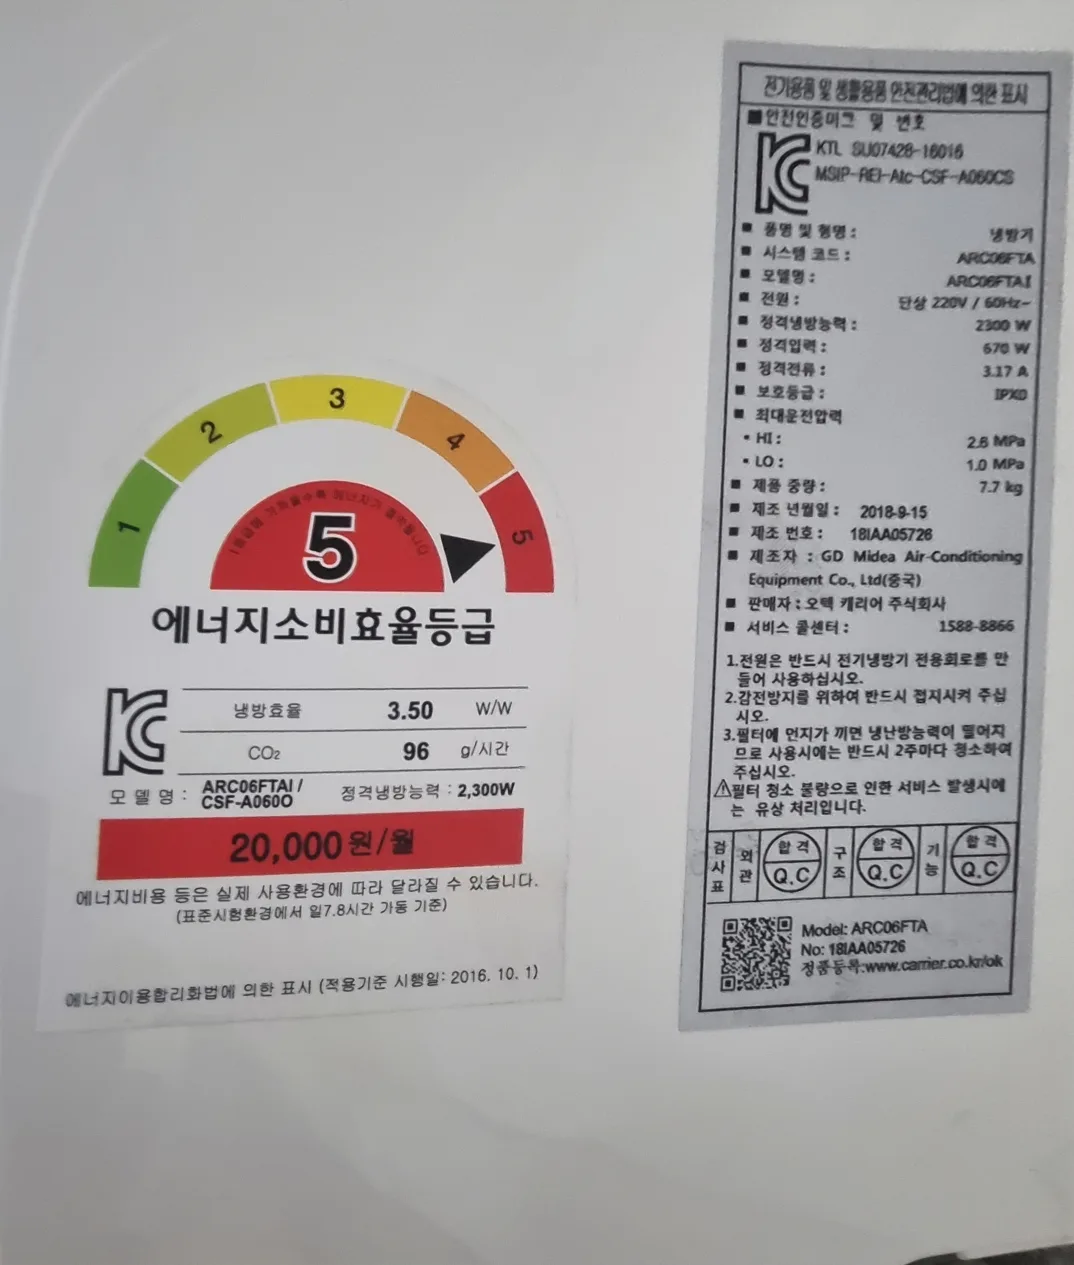 1
2
3
4
5
1등급에 가까울수록 에너지가 절약됩니다
5
에너지소비효율등급
냉방효율 3.50 W/W
CO₂ 96 g/시간
모 델 명 : ARC06FTAI / CSF-A060O 정격냉방능력 : 2,300W
20,000원/월
에너지비용 등은 실제 사용환경에 따라 달라질 수 있습니다.
(표준시험환경에서 일7.8시간 가동 기준)
에너지이용합리화법에 의한 표시 (적용기준 시행일: 2016. 10. 1)
전기용품 및 생활용품 안전관리법에 의한 표시
■안전인증마크 및 번호
KTL SU07428-16016
MSIP-REI-Atc-CSF-A060CS
■ 품명 및 형명 : 냉방기
■ 시스템 코드 : ARC06FTA
■ 모델명 : ARC06FTAI
■ 전원 : 단상 220V / 60Hz~
■ 정격냉방능력 : 2300 W
■ 정격입력 : 670 W
■ 정격전류 : 3.17 A
■ 보호등급 : IPX0
■ 최대운전압력
• HI : 2.6 MPa
• LO : 1.0 MPa
■ 제품 중량 : 7.7 kg
■ 제조 년월일 : 2018-9-15
■ 제조 번호 : 18IAA05726
■ 제조자 : GD Midea Air-Conditioning
Equipment Co., Ltd(중국)
■ 판매자 : 오텍 캐리어 주식회사
■ 서비스 콜센터 : 1588-8866
1.전원은 반드시 전기냉방기 전용회로를 만
들어 사용하십시오.
2.감전방지를 위하여 반드시 접지시켜 주십
시오.
3.필터에 먼지가 끼면 냉난방능력이 떨어지
므로 사용시에는 반드시 2주마다 청소하여
주십시오.
⚠필터 청소 불량으로 인한 서비스 발생시에
는 유상 처리입니다.
검사표 외관 합격 Q.C 구조 합격 Q.C 기능 합격 Q.C
Model: ARC06FTA
No: 18IAA05726
정품등록:www.carrier.co.kr/ok